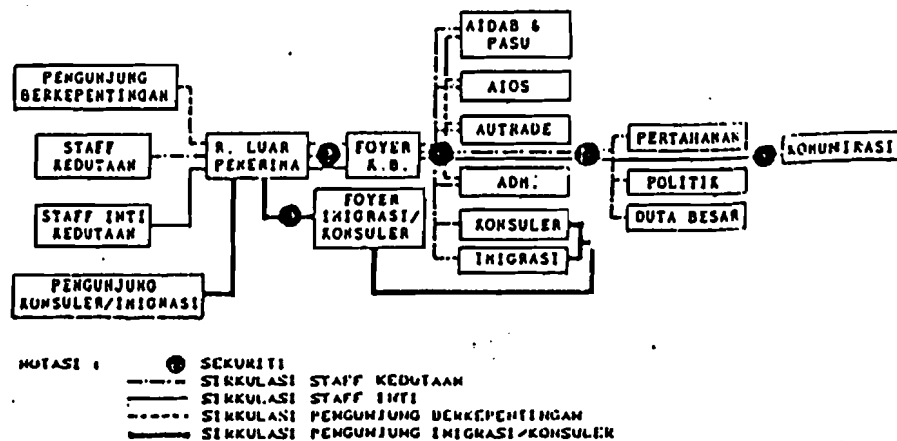 AIDAB &
PASU
PENGUNJUNG
BERKEPENTINGAN
AIOS
STAFF
KEDUTAAN
R. LUAR
PENERIMA
FOYER
K.B.
AUTRADE
PERTAHANAN
KOMUNIKASI
ADM.
POLITIK
STAFF INTI
KEDUTAAN
FOYER
IMIGRASI/
KONSULER
KONSULER
DUTA BESAR
IMIGRASI
PENGUNJUNG
KONSULER/IMIGRASI
NOTASI :
SEKURITI
SIRKULASI STAFF KEDUTAAN
SIRKULASI STAFF INTI
SIRKULASI PENGUNJUNG BERKEPENTINGAN
SIRKULASI PENGUNJUNG IMIGRASI/KONSULER